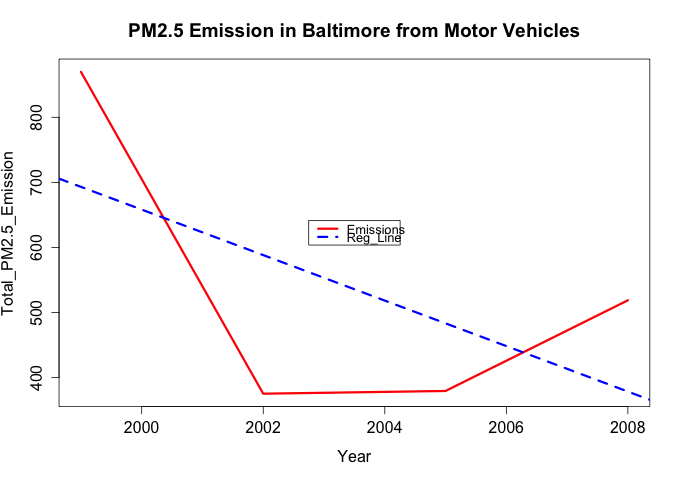 PM2.5 Emission in Baltimore from Motor Vehicles
Total_PM2.5_Emission
800
700
600
500
400
Emissions
Reg_Line
2000 2002 2004 2006 2008
Year